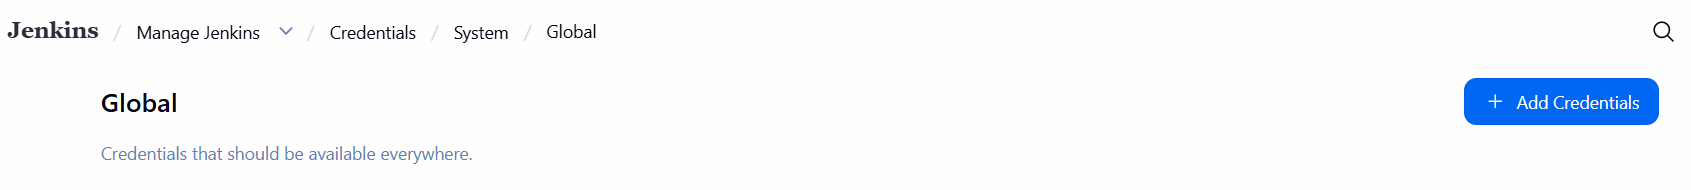 Jenkins / Manage Jenkins / Credentials / System / Global
Global
+ Add Credentials
Credentials that should be available everywhere.